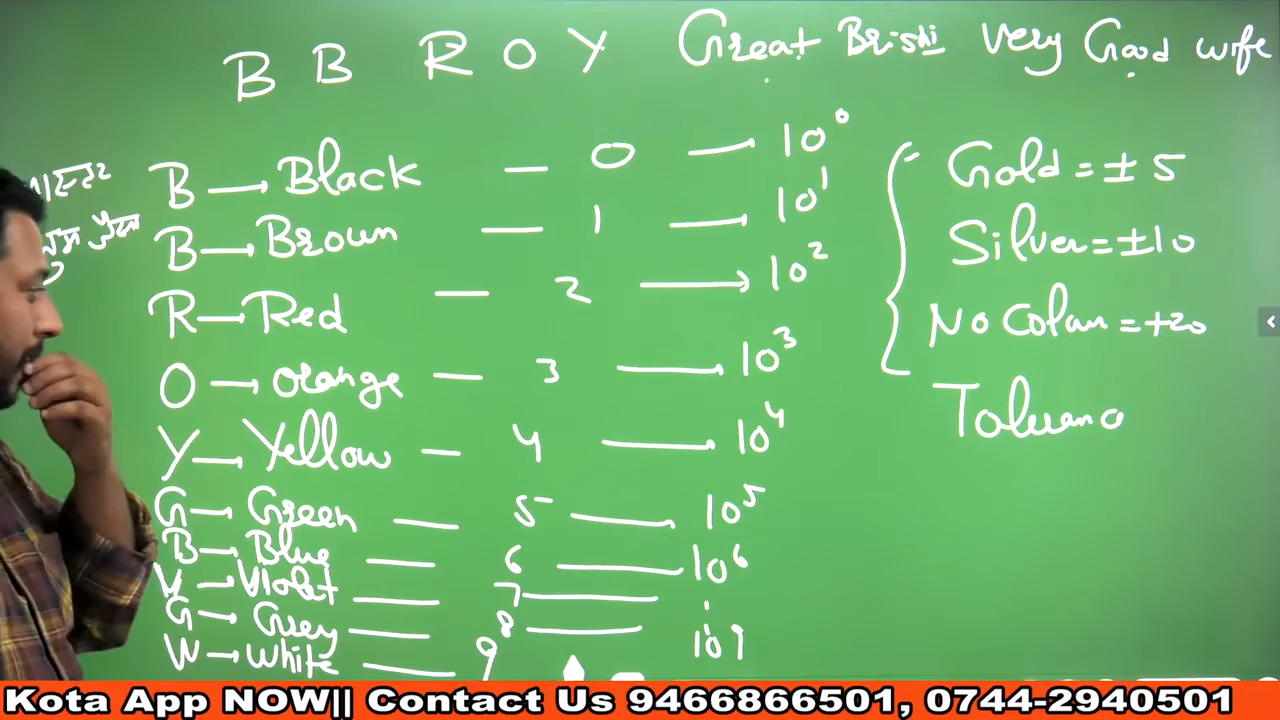 B B R O Y Great Bristi Very Good wife
B → Black — 0 — 10⁰
B → Brown — 1 — 10¹
R — Red — 2 → 10²
O → Orange — 3 — 10³
Y — Yellow — 4 — 10⁴
G → Green — 5 — 10⁵
B — Blue — 6 — 10⁶
V → Violet — 7 —
G → Grey — 8 —
W → White — 9 10⁹
Gold = ± 5
Silver = ±10
No Colour = +20
Kota App NOW|| Contact Us 9466866501, 0744-2940501